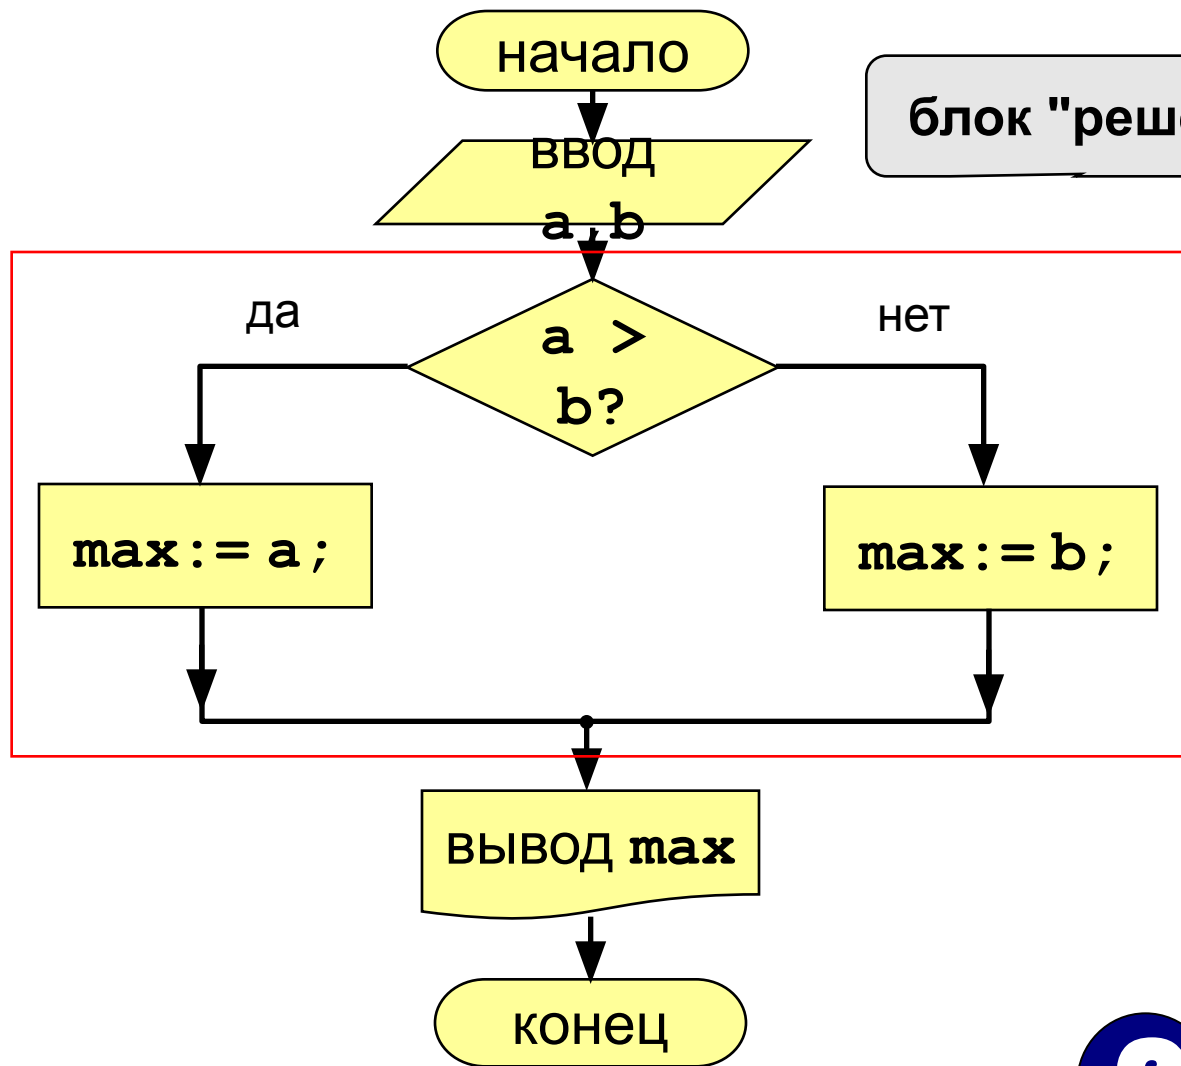 начало
блок "реш
ввод
a,b
да
нет
a >
b?
max:= a;
max:= b;
вывод max
конец